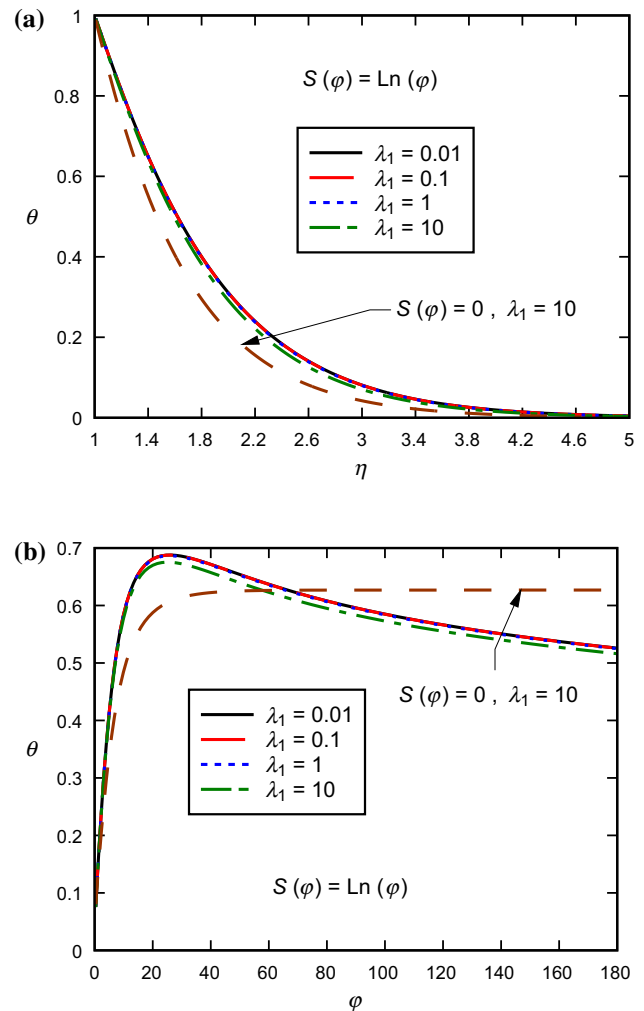 (a)
1
S (φ) = Ln (φ)
0.8
λ1 = 0.01
λ1 = 0.1
λ1 = 1
λ1 = 10
0.6
θ
0.4
S (φ) = 0 , λ1 = 10
0.2
0
1 1.4 1.8 2.2 2.6 3 3.4 3.8 4.2 4.6 5
η
(b)
0.7
0.6
0.5
S (φ) = 0 , λ1 = 10
λ1 = 0.01
λ1 = 0.1
λ1 = 1
λ1 = 10
0.4
θ
0.3
0.2
0.1
S (φ) = Ln (φ)
0
0 20 40 60 80 100 120 140 160 180
φ